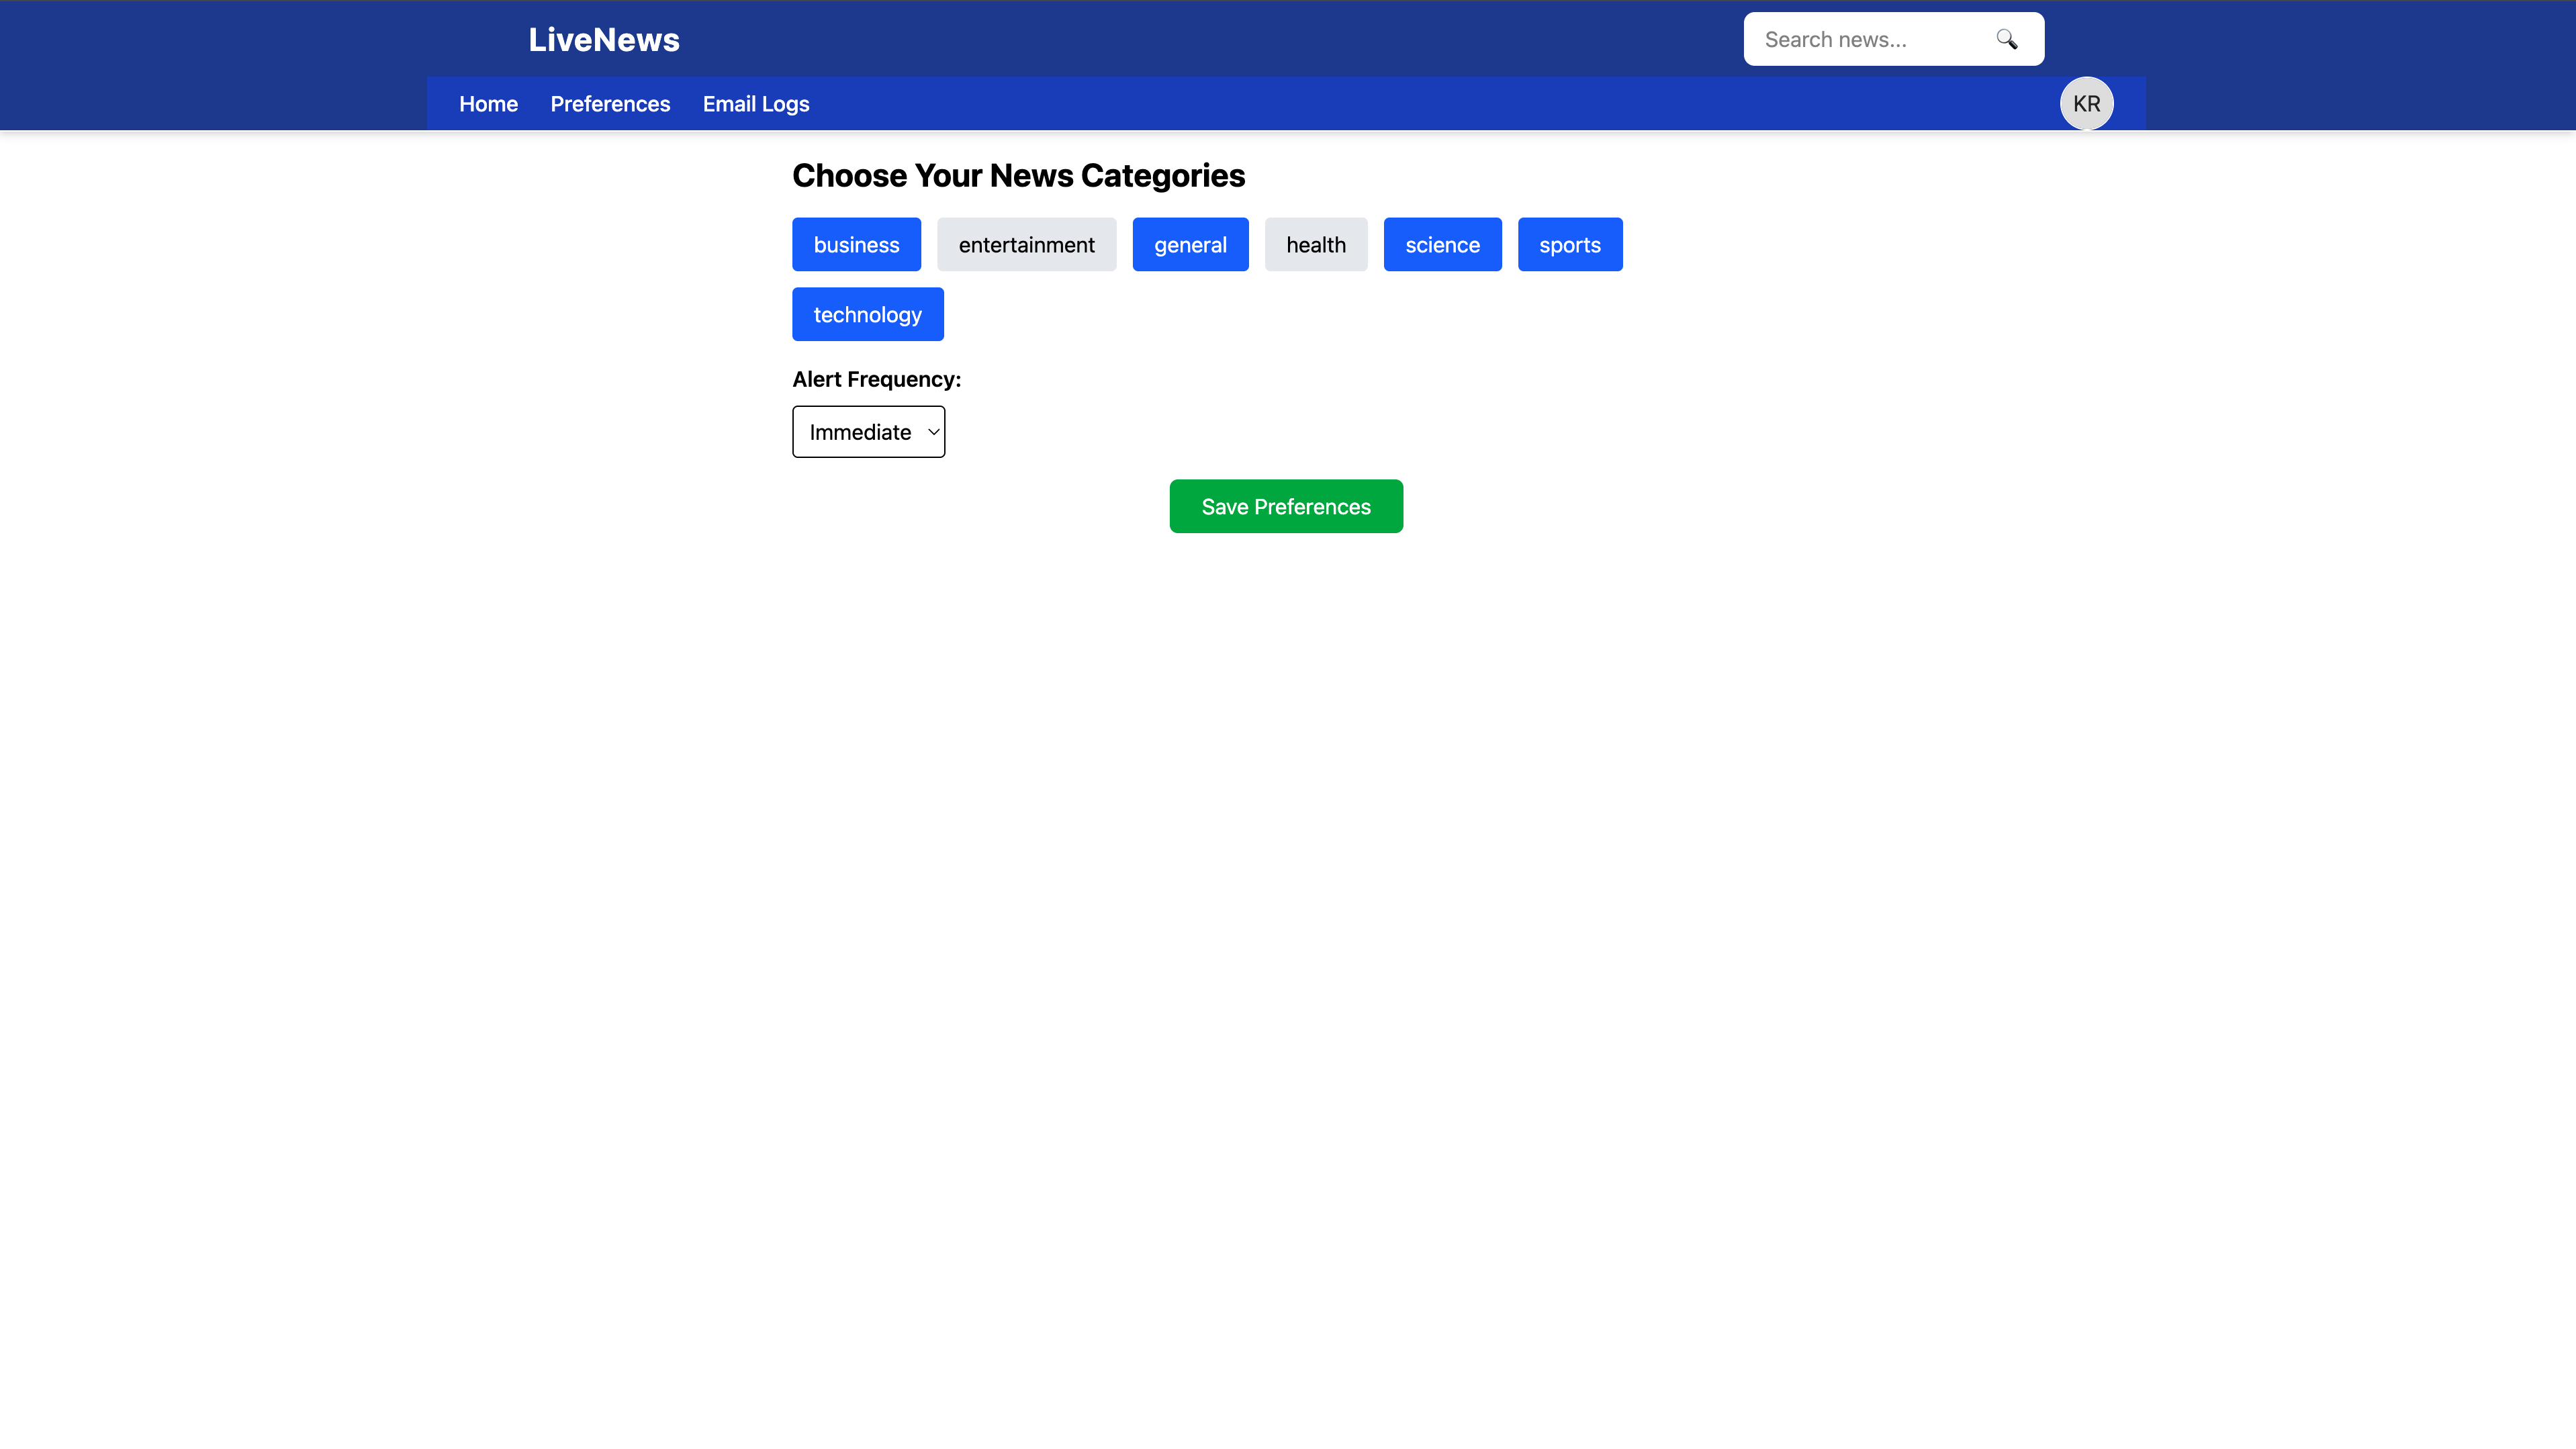 LiveNews
Search news...
Home Preferences Email Logs KR
Choose Your News Categories
business entertainment general health science sports
technology
Alert Frequency:
Immediate
Save Preferences